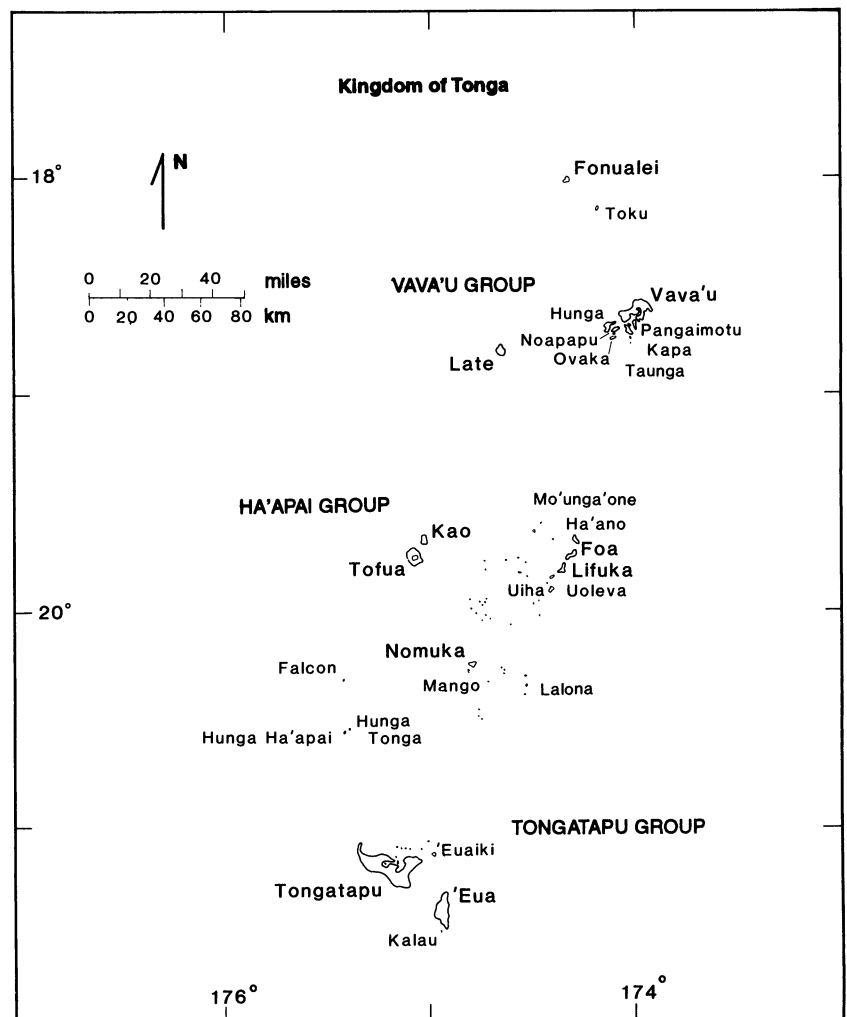 Kingdom of Tonga
N
18°
Fonualei
Toku
0 20 40 miles
0 20 40 60 80 km
VAVA'U GROUP
Vava'u
Hunga
Pangaimotu
Noapapu
Kapa
Ovaka
Late
Taunga
HA'APAI GROUP
Mo'unga'one
Ha'ano
Kao
Foa
Tofua
Lifuka
Uiha
Uoleva
20°
Nomuka
Falcon
Mango
Lalona
Hunga
Tonga
Hunga Ha'apai
TONGATAPU GROUP
'Euaiki
Tongatapu
'Eua
Kalau
176°
174°